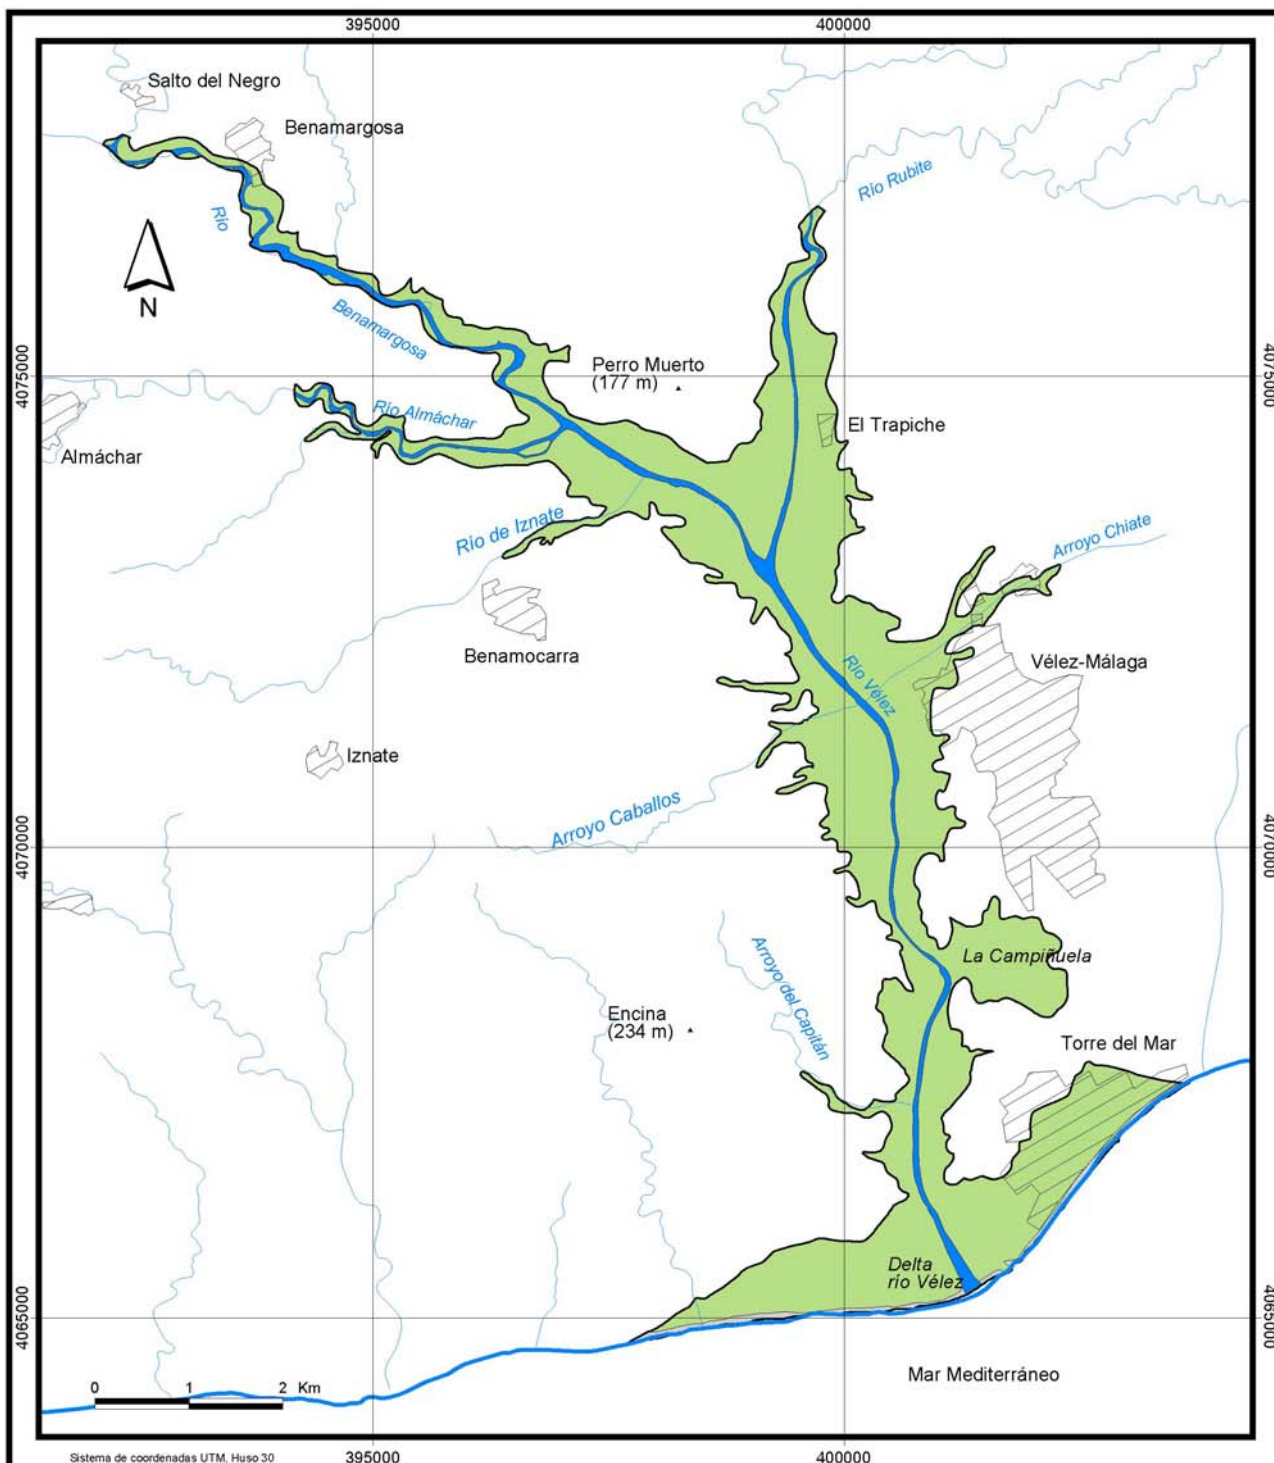 395000
400000
Salto del Negro
Benamargosa
Río Rubite
Río
N
Benamargosa
Perro Muerto
(177 m)
4075000
4075000
Río Almáchar
El Trapiche
Almáchar
Río de Iznate
Arroyo Chiate
Benamocarra
Río Vélez
Vélez-Málaga
Iznate
Arroyo Caballos
4070000
4070000
La Campiñuela
Arroyo del Capitán
Encina
(234 m)
Torre del Mar
Delta
río Vélez
4065000
4065000
Mar Mediterráneo
0 1 2 Km
Sistema de coordenadas UTM. Huso 30
395000
400000